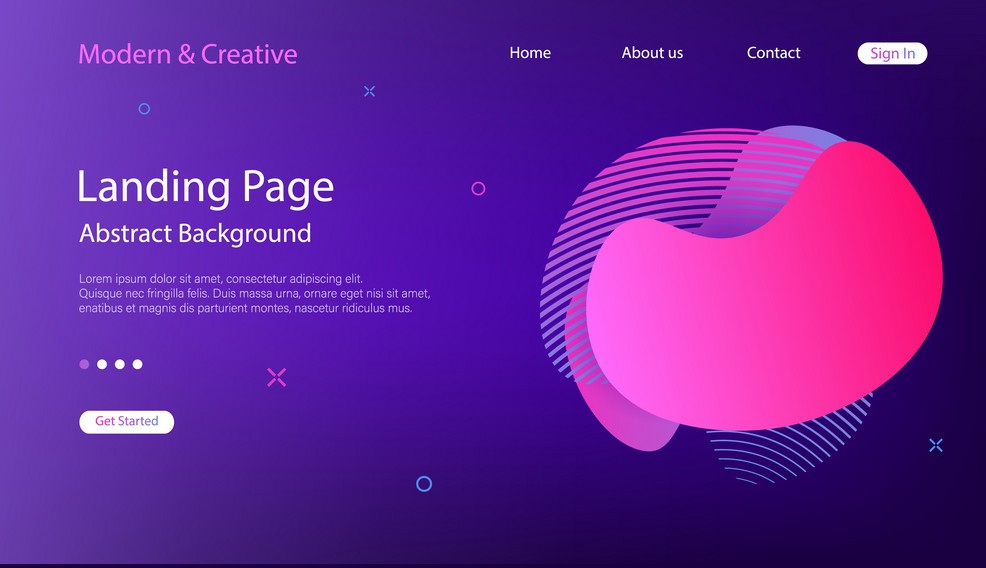 Modern & Creative
Home
About us
Contact
Sign In
Landing Page
Abstract Background
Lorem ipsum dolor sit amet, consectetur adipiscing elit.
Quisque nec fringilla felis. Duis massa urna, ornare eget nisi sit amet,
enatibus et magnis dis parturient montes, nascetur ridiculus mus.
Get Started